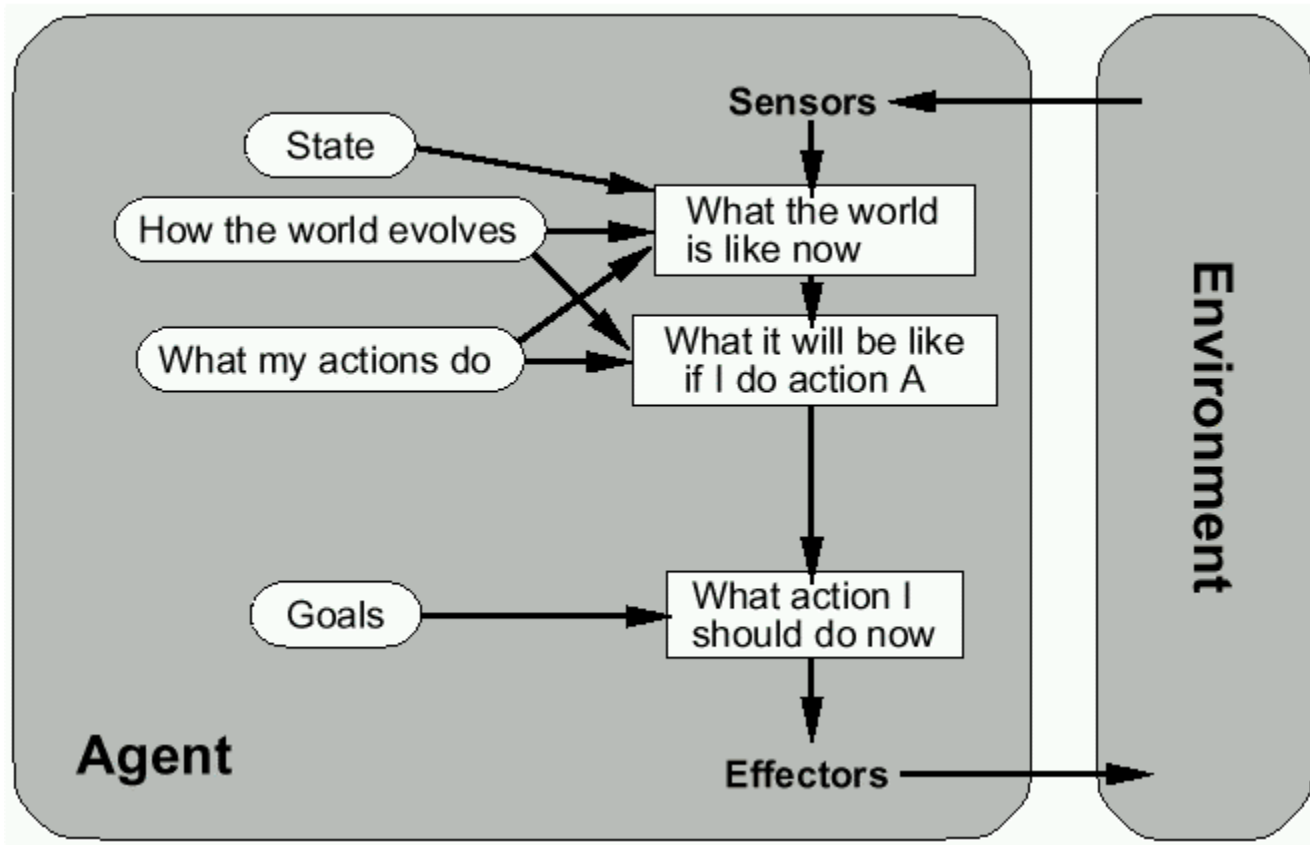 Sensors
State
What the world
is like now
How the world evolves
What my actions do
What it will be like
if I do action A
Goals
What action I
should do now
Agent
Effectors
Environment